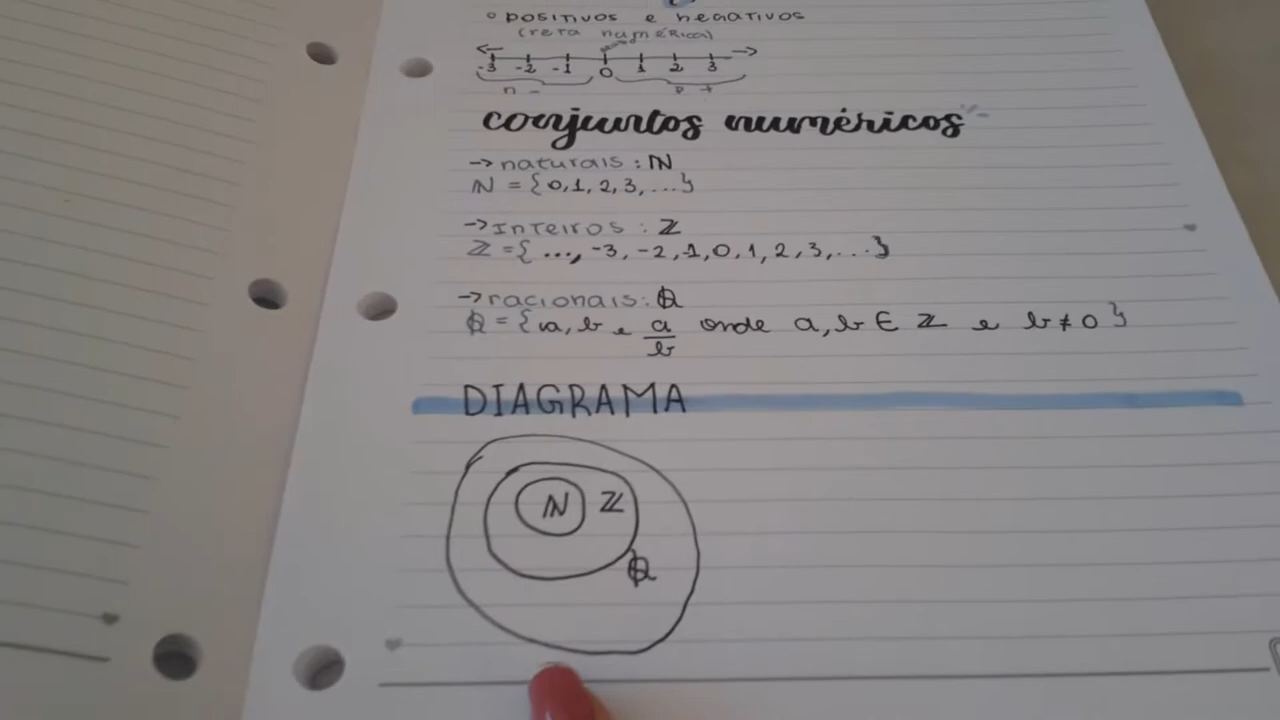 ° positivos e negativos
(reta numérica)
-3 -2 -1 0 1 2 3
n - p +
conjuntos numéricos
→ naturais : ℕ
ℕ = {0, 1, 2, 3, ...}
→ Inteiros : ℤ
ℤ = { ..., -3, -2, -1, 0, 1, 2, 3, ...}
→ racionais: ℚ
ℚ = {a, b e a/b onde a, b ∈ ℤ e b ≠ 0}
DIAGRAMA
ℕ ℤ
ℚ